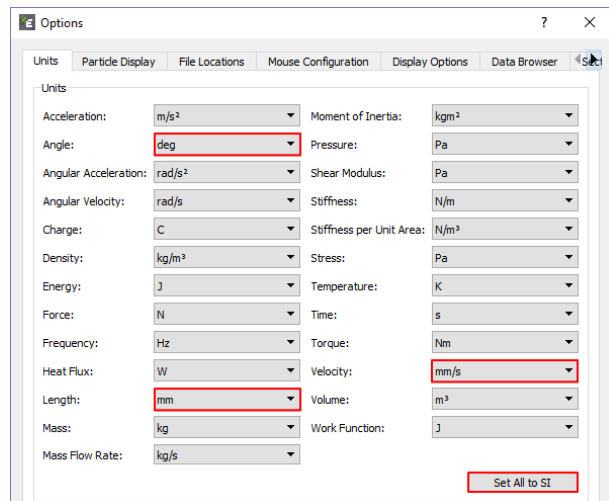 Options
Units Particle Display File Locations Mouse Configuration Display Options Data Browser
Units
Acceleration: m/s² Moment of Inertia: kgm²
Angle: deg Pressure: Pa
Angular Acceleration: rad/s² Shear Modulus: Pa
Angular Velocity: rad/s Stiffness: N/m
Charge: C Stiffness per Unit Area: N/m³
Density: kg/m³ Stress: Pa
Energy: J Temperature: K
Force: N Time: s
Frequency: Hz Torque: Nm
Heat Flux: W Velocity: mm/s
Length: mm Volume: m³
Mass: kg Work Function: J
Mass Flow Rate: kg/s
Set All to SI